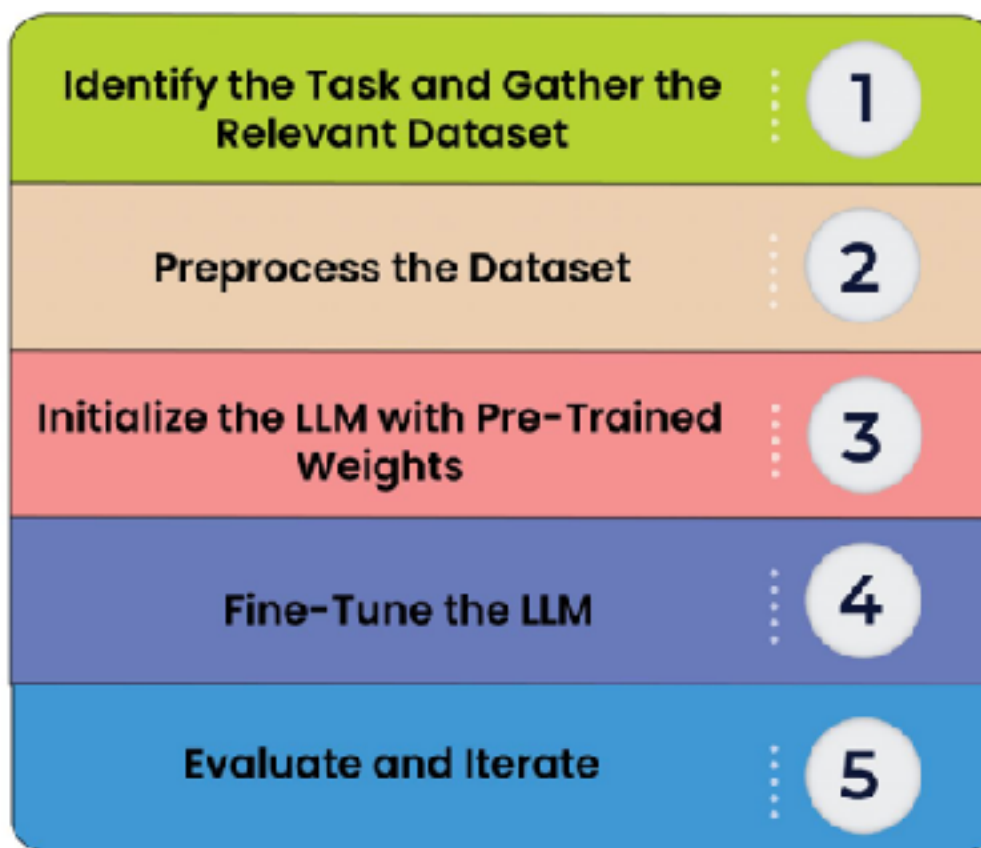 Identify the Task and Gather the
Relevant Dataset
1
Preprocess the Dataset
2
Initialize the LLM with Pre-Trained
Weights
3
Fine-Tune the LLM
4
Evaluate and Iterate
5